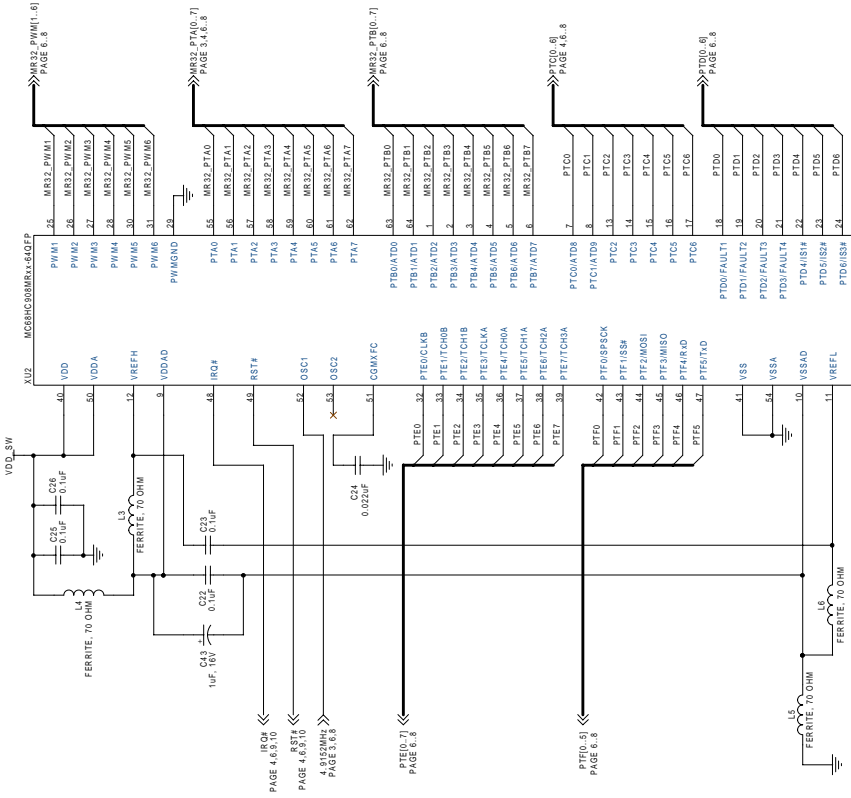 MR32_PWM[1..6]
PAGE 6..8
MR32_PTA[0..7]
PAGE 3,4,6..8
MR32_PTB[0..7]
PAGE 6..8
PTC[0..6]
PAGE 4,6..8
PTD[0..6]
PAGE 6..8
MR32_PWM1
MR32_PWM2
MR32_PWM3
MR32_PWM4
MR32_PWM5
MR32_PWM6
MR32_PTA0
MR32_PTA1
MR32_PTA2
MR32_PTA3
MR32_PTA4
MR32_PTA5
MR32_PTA6
MR32_PTA7
MR32_PTB0
MR32_PTB1
MR32_PTB2
MR32_PTB3
MR32_PTB4
MR32_PTB5
MR32_PTB6
MR32_PTB7
PTC0
PTC1
PTC2
PTC3
PTC4
PTC5
PTC6
PTD0
PTD1
PTD2
PTD3
PTD4
PTD5
PTD6
25
26
27
28
30
31
29
55
56
57
58
59
60
61
62
63
64
1
2
3
4
5
6
7
8
13
14
15
16
17
18
19
20
21
22
23
24
MC68HC908MRxx-64QFP
PWM1
PWM2
PWM3
PWM4
PWM5
PWM6
PWMGND
PTA0
PTA1
PTA2
PTA3
PTA4
PTA5
PTA6
PTA7
PTB0/ATD0
PTB1/ATD1
PTB2/ATD2
PTB3/ATD3
PTB4/ATD4
PTB5/ATD5
PTB6/ATD6
PTB7/ATD7
PTC0/ATD8
PTC1/ATD9
PTC2
PTC3
PTC4
PTC5
PTC6
PTD0/FAULT1
PTD1/FAULT2
PTD2/FAULT3
PTD3/FAULT4
PTD4/IS1#
PTD5/IS2#
PTD6/IS3#
XU2
VDD
VDDA
VREFH
VDDAD
IRQ#
RST#
OSC1
OSC2
CGMXFC
PTE0/CLKB
PTE1/TCH0B
PTE2/TCH1B
PTE3/TCLKA
PTE4/TCH0A
PTE5/TCH1A
PTE6/TCH2A
PTE7/TCH3A
PTF0/SPSCK
PTF1/SS#
PTF2/MOSI
PTF3/MISO
PTF4/RxD
PTF5/TxD
VSS
VSSA
VSSAD
VREFL
40
50
12
9
48
49
52
53
51
32
33
34
35
36
37
38
39
42
43
44
45
46
47
41
54
10
11
PTE0
PTE1
PTE2
PTE3
PTE4
PTE5
PTE6
PTE7
PTF0
PTF1
PTF2
PTF3
PTF4
PTF5
VDD_SW
C26
0.1uF
C25
0.1uF
L3
FERRITE, 70 OHM
C24
0.022uF
C23
0.1uF
C22
0.1uF
L4
FERRITE, 70 OHM
C43
1uF, 16V
+
L6
FERRITE, 70 OHM
L5
FERRITE, 70 OHM
IRQ#
PAGE 4,6,9,10
RST#
PAGE 4,6,9,10
4.9152MHz
PAGE 3,6,8
PTE[0..7]
PAGE 6..8
PTF[0..5]
PAGE 6..8